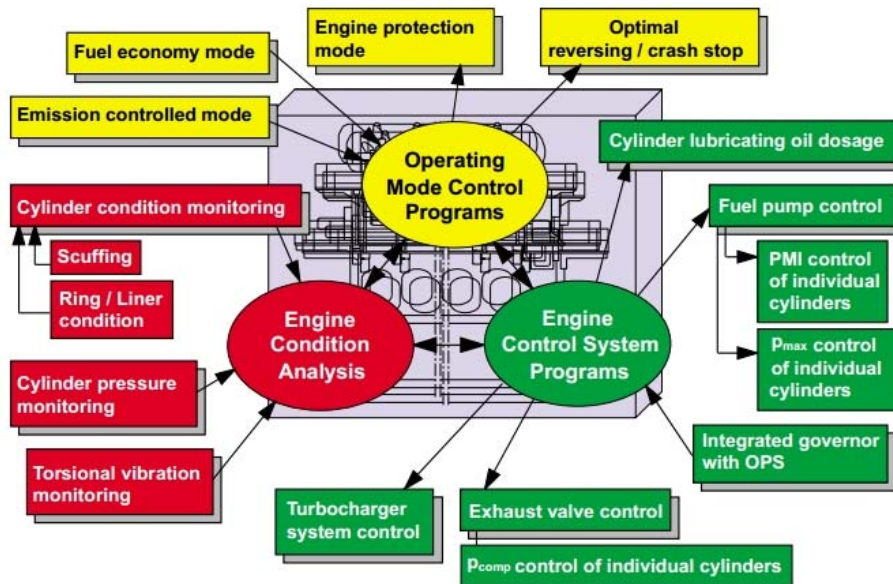 Fuel economy mode
Engine protection
mode
Optimal
reversing / crash stop
Emission controlled mode
Operating
Mode Control
Programs
Cylinder lubricating oil dosage
Cylinder condition monitoring
Scuffing
Ring / Liner
condition
Fuel pump control
PMI control
of individual
cylinders
Pmax control
of individual
cylinders
Engine
Condition
Analysis
Engine
Control System
Programs
Cylinder pressure
monitoring
Torsional vibration
monitoring
Integrated governor
with OPS
Turbocharger
system control
Exhaust valve control
Pcomp control of individual cylinders